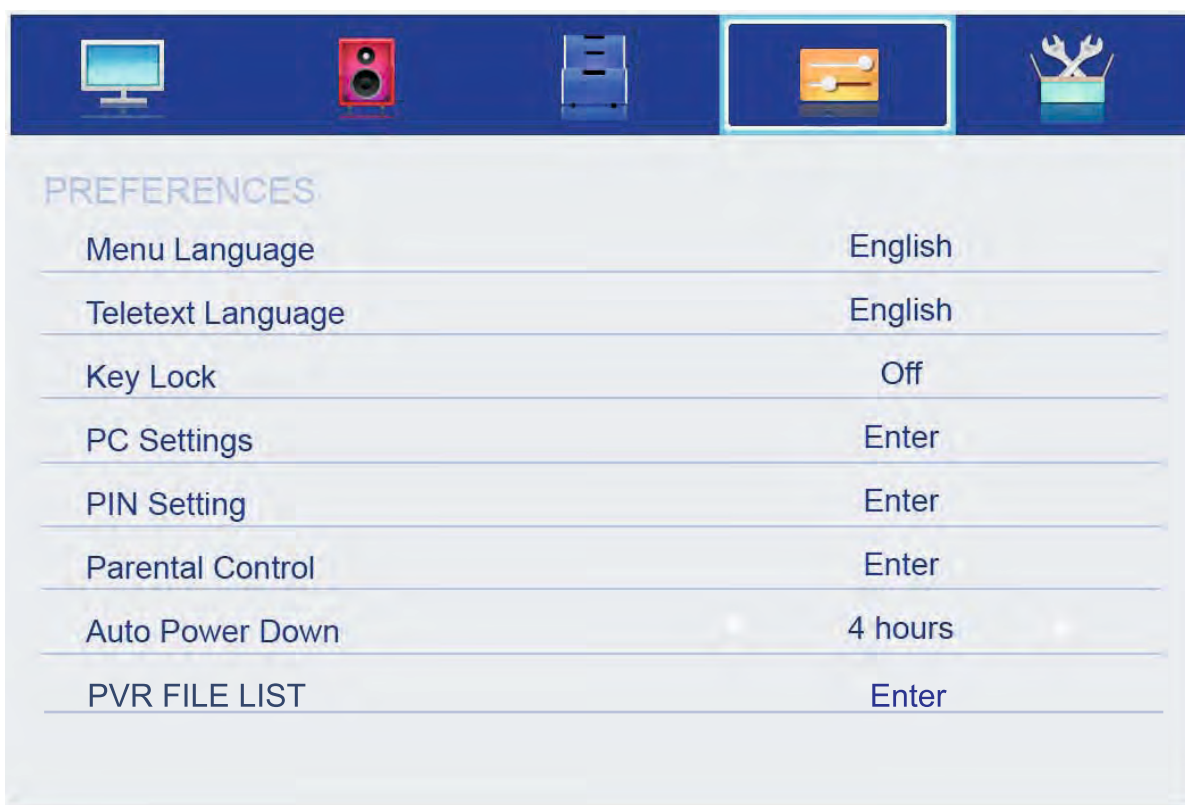 PREFERENCES
Menu Language English
Teletext Language English
Key Lock Off
PC Settings Enter
PIN Setting Enter
Parental Control Enter
Auto Power Down 4 hours
PVR FILE LIST Enter